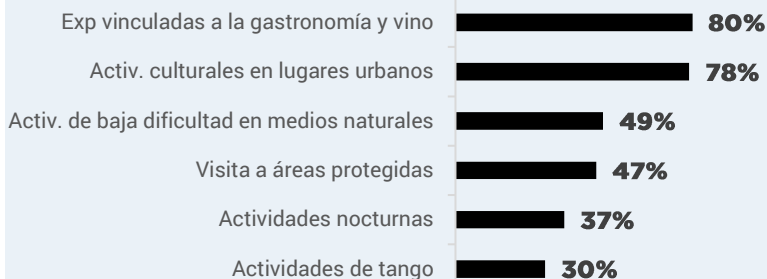 Exp vinculadas a la gastronomía y vino 80%
Activ. culturales en lugares urbanos 78%
Activ. de baja dificultad en medios naturales 49%
Visita a áreas protegidas 47%
Actividades nocturnas 37%
Actividades de tango 30%